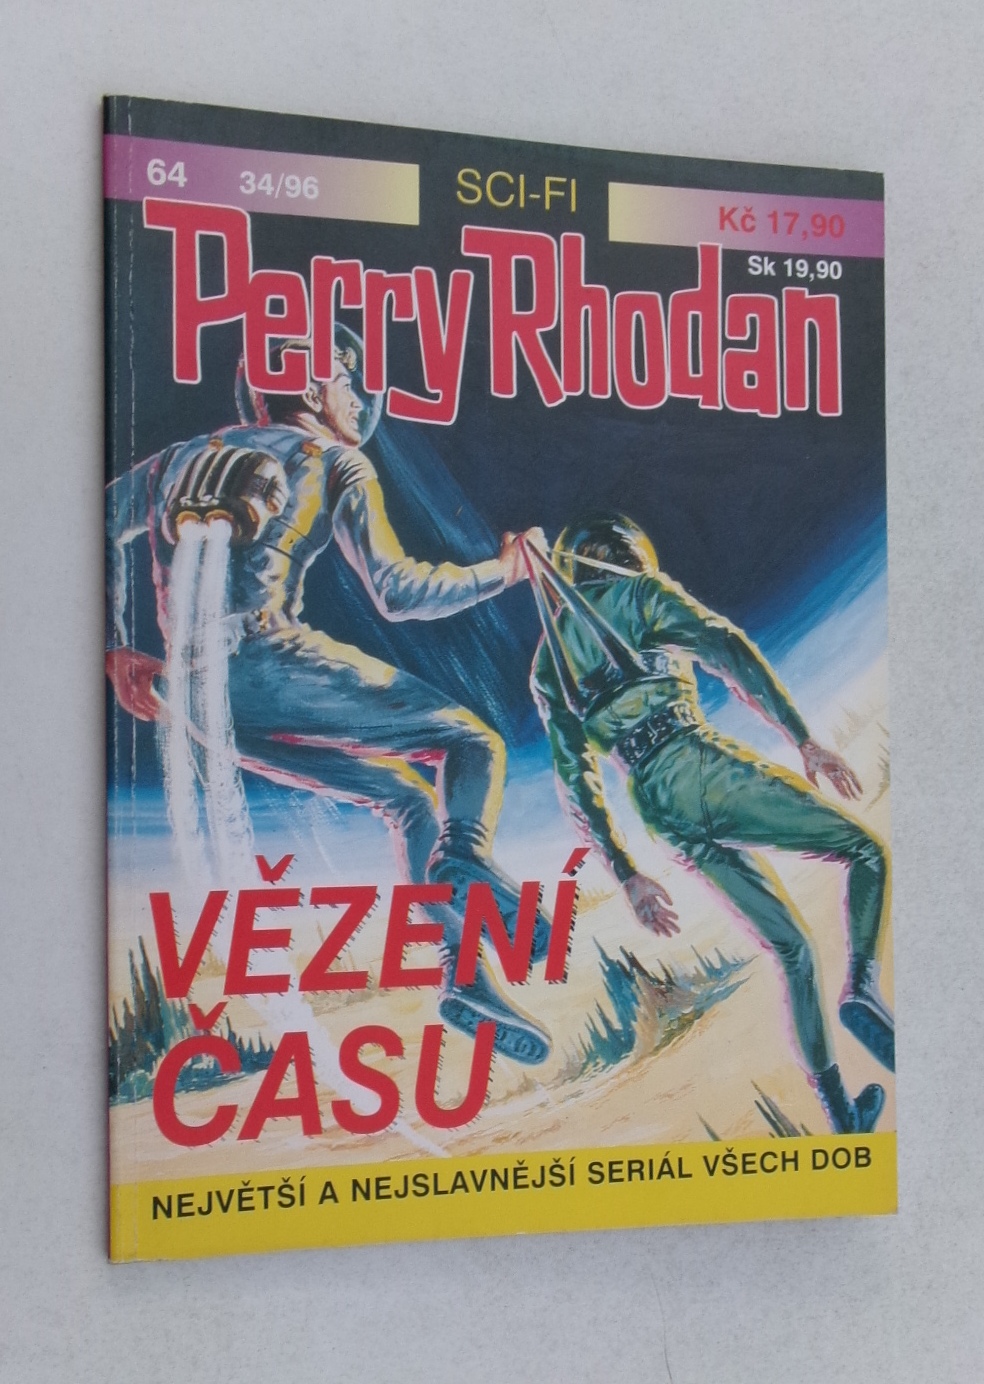 64 34/96 SCI-FI Kč 17,90
Sk 19,90
Perry Rhodan
VĚZENÍ
ČASU
NEJVĚTŠÍ A NEJSLAVNĚJŠÍ SERIÁL VŠECH DOB